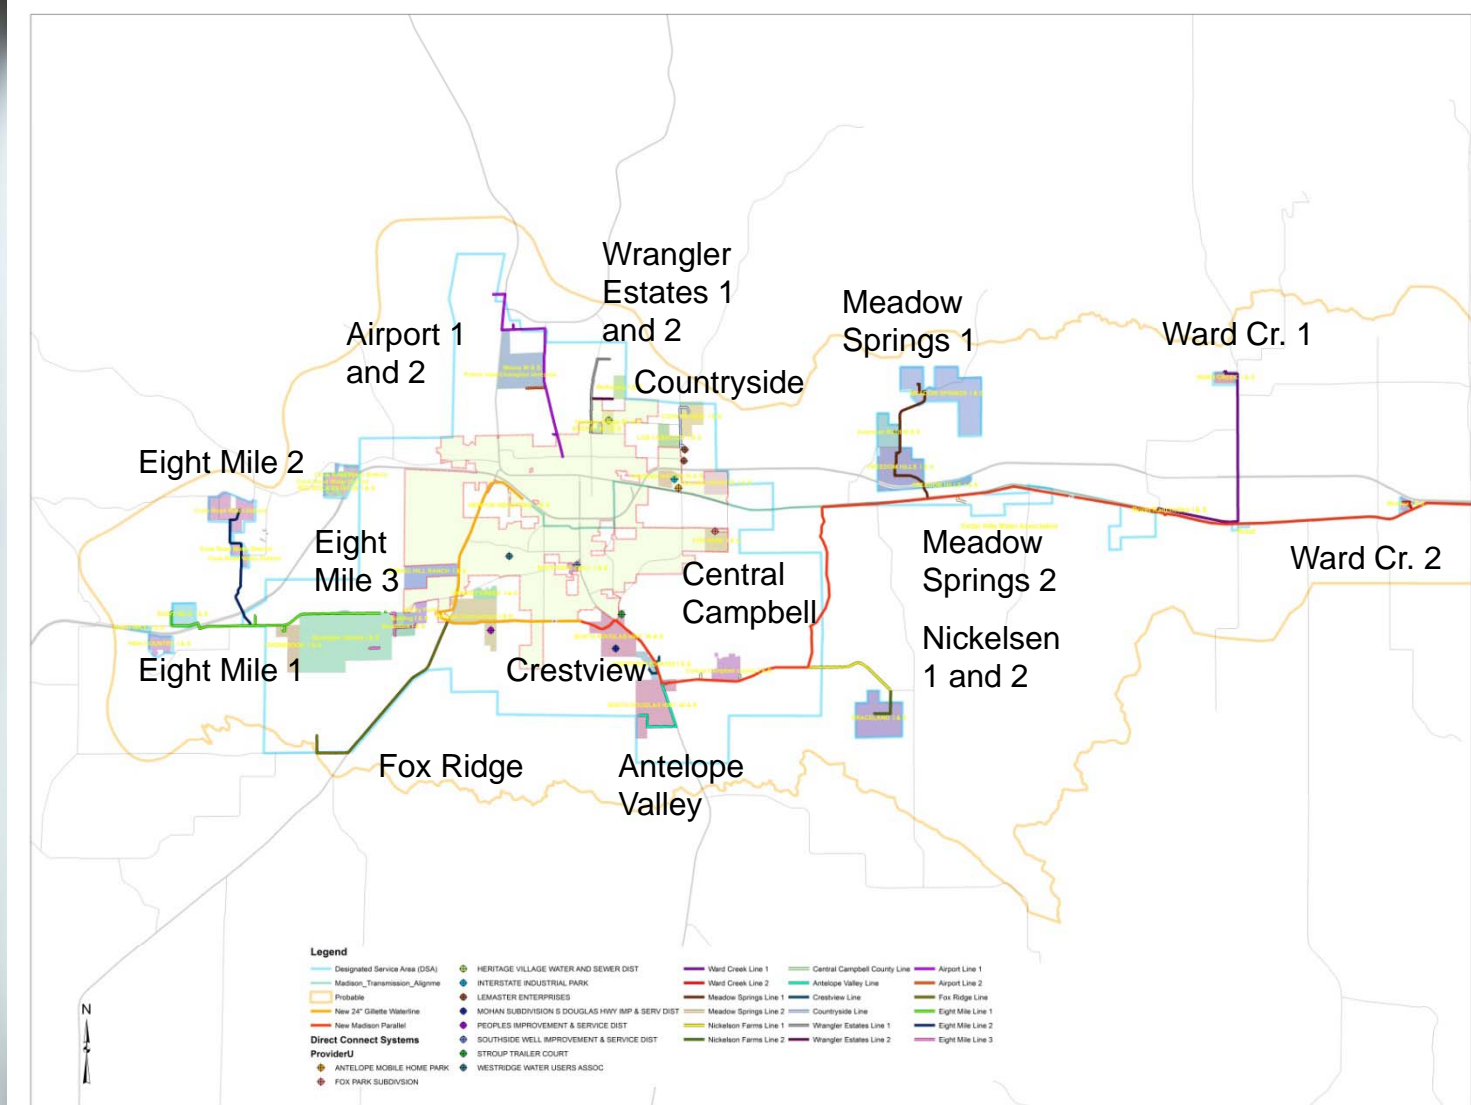 Wrangler
Estates 1
and 2
Airport 1
and 2
Meadow
Springs 1
Ward Cr. 1
Countryside
Eight Mile 2
Eight
Mile 3
Central
Campbell
Meadow
Springs 2
Ward Cr. 2
Nickelsen
1 and 2
Eight Mile 1
Crestview
Fox Ridge
Antelope
Valley
Legend
Designated Service Area (DSA)
Madison_Transmission_Alignme
Probable
New 24" Gillette Waterline
New Madison Parallel
Direct Connect Systems
ProviderU
ANTELOPE MOBILE HOME PARK
FOX PARK SUBDIVSION
HERITAGE VILLAGE WATER AND SEWER DIST
INTERSTATE INDUSTRIAL PARK
LEMASTER ENTERPRISES
MOHAN SUBDIVISION S DOUGLAS HWY IMP & SERV DIST
PEOPLES IMPROVEMENT & SERVICE DIST
SOUTHSIDE WELL IMPROVEMENT & SERVICE DIST
STROUP TRAILER COURT
WESTRIDGE WATER USERS ASSOC
Ward Creek Line 1
Ward Creek Line 2
Meadow Springs Line 1
Meadow Springs Line 2
Nickelson Farms Line 1
Nickelson Farms Line 2
Central Campbell County Line
Antelope Valley Line
Crestview Line
Countryside Line
Wrangler Estates Line 1
Wrangler Estates Line 2
Airport Line 1
Airport Line 2
Fox Ridge Line
Eight Mile Line 1
Eight Mile Line 2
Eight Mile Line 3
N